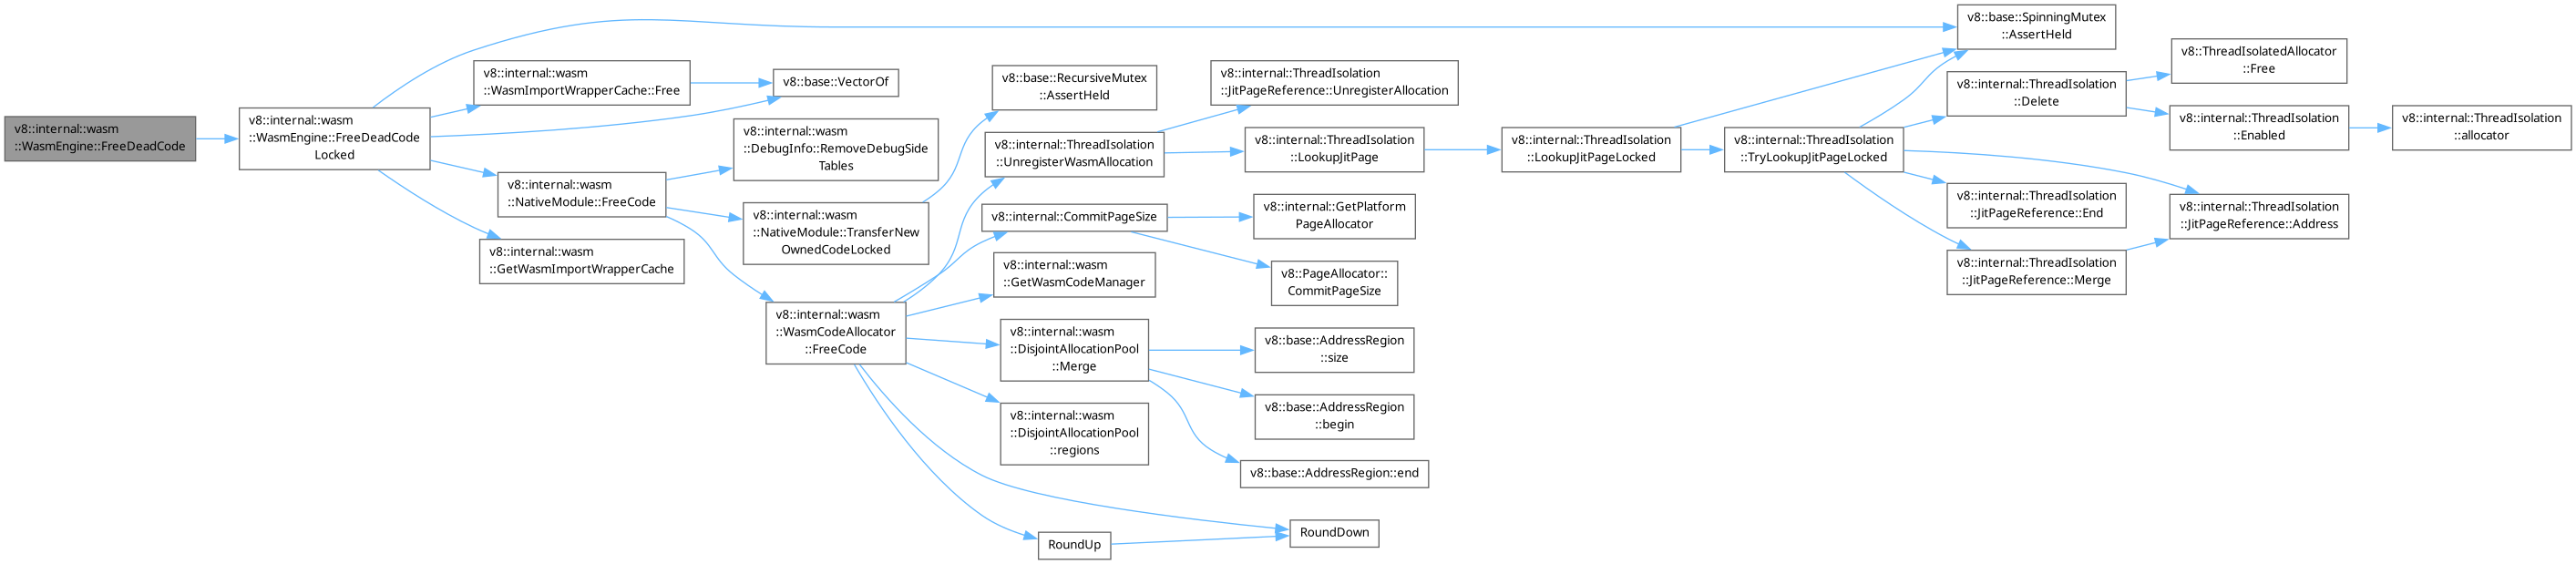 v8::internal::wasm
::WasmEngine::FreeDeadCode
v8::internal::wasm
::WasmEngine::FreeDeadCode
Locked
v8::internal::wasm
::WasmImportWrapperCache::Free
v8::internal::wasm
::NativeModule::FreeCode
v8::internal::wasm
::GetWasmImportWrapperCache
v8::base::VectorOf
v8::internal::wasm
::DebugInfo::RemoveDebugSide
Tables
v8::internal::wasm
::NativeModule::TransferNew
OwnedCodeLocked
v8::internal::wasm
::WasmCodeAllocator
::FreeCode
v8::base::RecursiveMutex
::AssertHeld
v8::internal::ThreadIsolation
::UnregisterWasmAllocation
v8::internal::CommitPageSize
v8::internal::wasm
::GetWasmCodeManager
v8::internal::wasm
::DisjointAllocationPool
::Merge
v8::internal::wasm
::DisjointAllocationPool
::regions
RoundUp
v8::internal::ThreadIsolation
::JitPageReference::UnregisterAllocation
v8::internal::ThreadIsolation
::LookupJitPage
v8::internal::GetPlatform
PageAllocator
v8::PageAllocator::
CommitPageSize
v8::base::AddressRegion
::size
v8::base::AddressRegion
::begin
v8::base::AddressRegion::end
RoundDown
v8::internal::ThreadIsolation
::LookupJitPageLocked
v8::internal::ThreadIsolation
::TryLookupJitPageLocked
v8::base::SpinningMutex
::AssertHeld
v8::internal::ThreadIsolation
::Delete
v8::internal::ThreadIsolation
::JitPageReference::End
v8::internal::ThreadIsolation
::JitPageReference::Merge
v8::ThreadIsolatedAllocator
::Free
v8::internal::ThreadIsolation
::Enabled
v8::internal::ThreadIsolation
::JitPageReference::Address
v8::internal::ThreadIsolation
::allocator